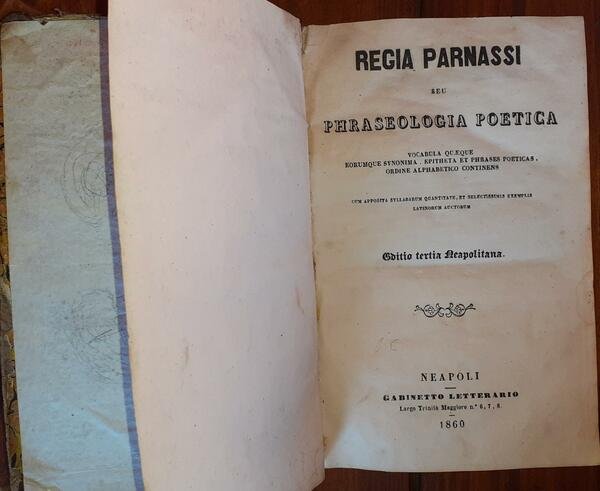 REGIA PARNASSI
SEU
PHRASEOLOGIA POETICA
VOCABULA QUÆQUE
EORUMQUE SYNONIMA, EPITHETA ET PHRASES POETICAS,
ORDINE ALPHABETICO CONTINENS
CUM APPOSITA SYLLABARUM QUANTITATE, ET SELECTISSIMIS EXEMPLIS
LATINORUM AUCTORUM
Editio tertia Neapolitana.
NEAPOLI
GABINETTO LETTERARIO
Largo Trinità Maggiore n.° 6, 7, 8.
1860